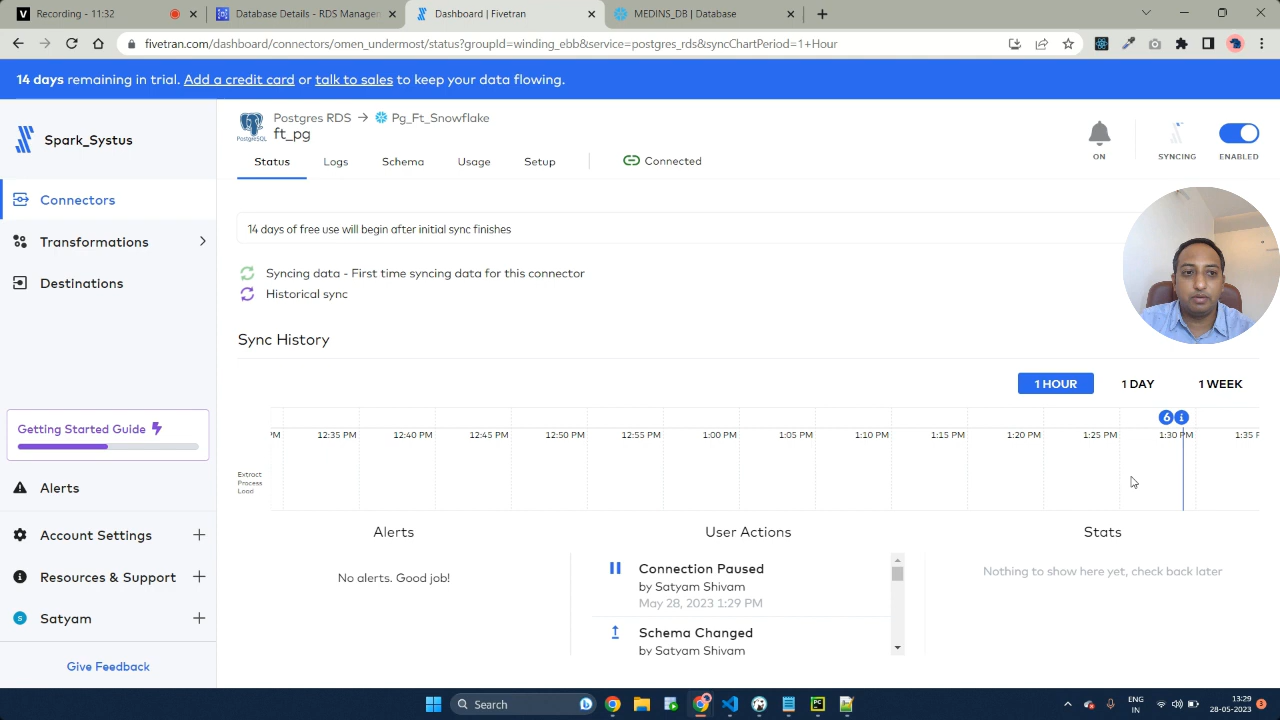 Recording - 11:32
Database Details - RDS Manager
Dashboard | Fivetran
MEDINS_DB | Database
fivetran.com/dashboard/connectors/omen_undermost/status?groupId=winding_ebb&service=postgres_rds&syncChartPeriod=1+Hour
14 days remaining in trial. Add a credit card or talk to sales to keep your data flowing.
Spark_Systus
Connectors
Transformations
Destinations
Getting Started Guide
Alerts
Account Settings
Resources & Support
Satyam
Give Feedback
PostgreSQL
Postgres RDS → Pg_Ft_Snowflake
ft_pg
Status Logs Schema Usage Setup Connected
ON SYNCING ENABLED
14 days of free use will begin after initial sync finishes
Syncing data - First time syncing data for this connector
Historical sync
Sync History
1 HOUR 1 DAY 1 WEEK
6 i
PM 12:35 PM 12:40 PM 12:45 PM 12:50 PM 12:55 PM 1:00 PM 1:05 PM 1:10 PM 1:15 PM 1:20 PM 1:25 PM 1:30 PM 1:35 P
Extract
Process
Load
Alerts
No alerts. Good job!
User Actions
Connection Paused
by Satyam Shivam
May 28, 2023 1:29 PM
Schema Changed
by Satyam Shivam
Stats
Nothing to show here yet, check back later
Search
ENG
IN
13:29
28-05-2023